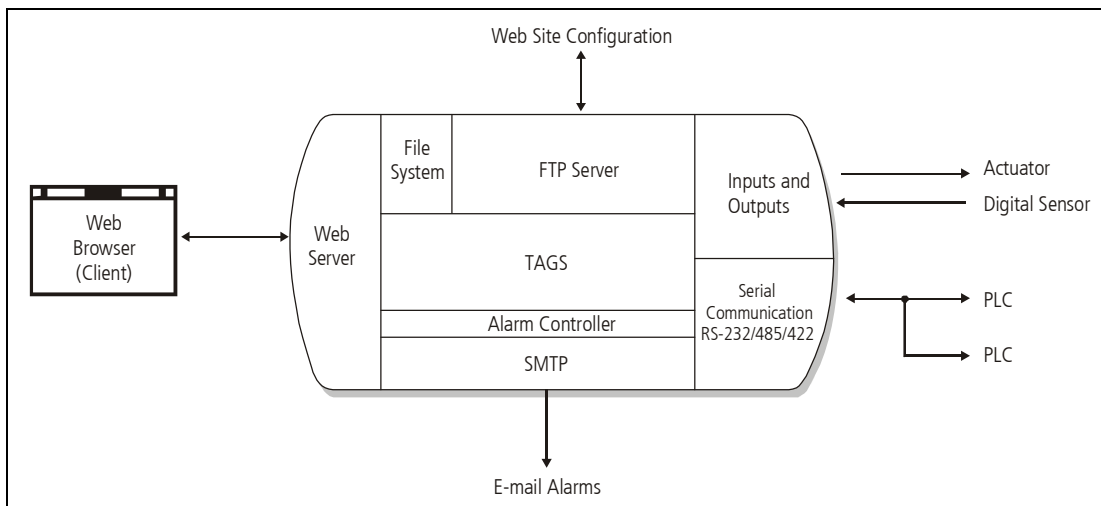 Web Site Configuration
File
System
FTP Server
Inputs and
Outputs
Actuator
Digital Sensor
Web
Browser
(Client)
Web
Server
TAGS
Serial
Communication
RS-232/485/422
PLC
PLC
Alarm Controller
SMTP
E-mail Alarms